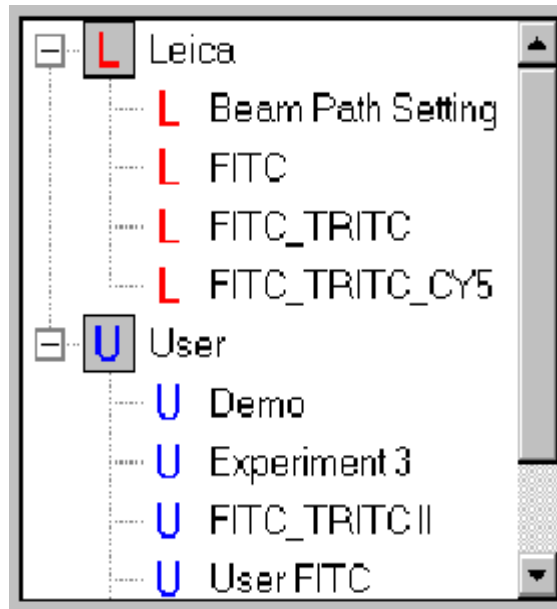 L Leica
L Beam Path Setting
L FITC
L FITC_TRITC
L FITC_TRITC_CY5
U User
U Demo
U Experiment 3
U FITC_TRITC II
U User FITC